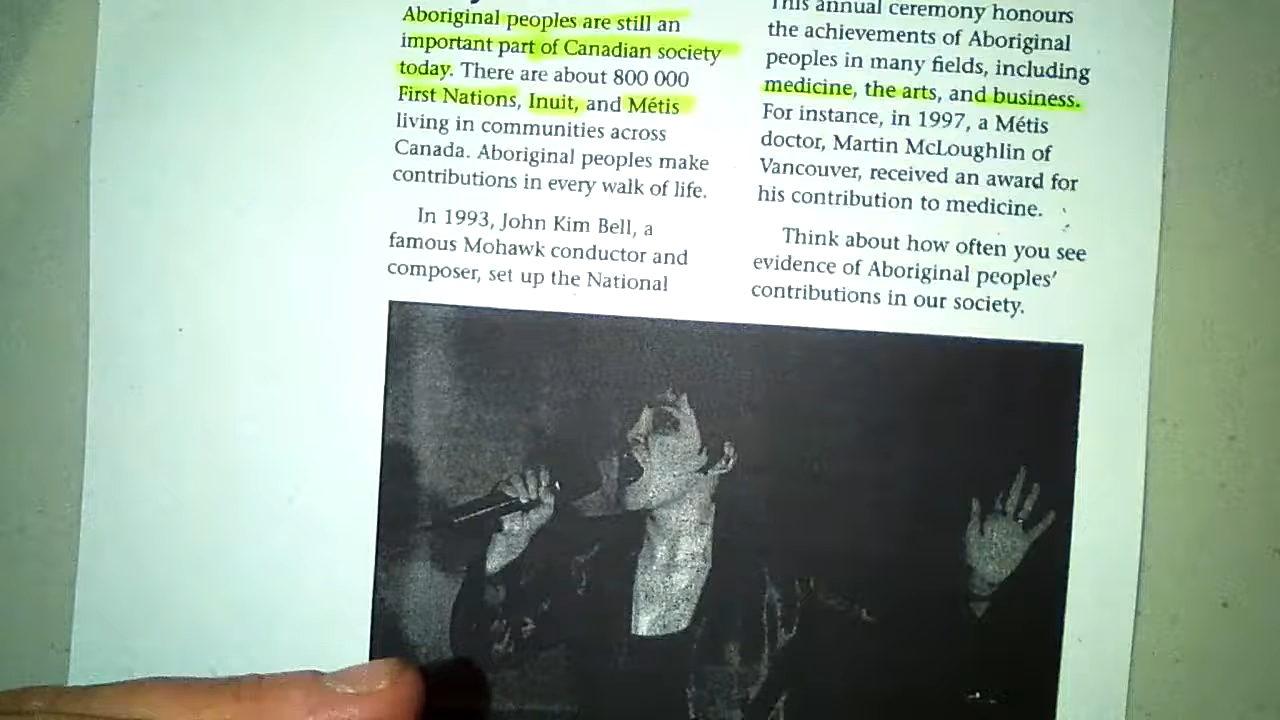 Aboriginal peoples are still an
important part of Canadian society
today. There are about 800 000
First Nations, Inuit, and Métis
living in communities across
Canada. Aboriginal peoples make
contributions in every walk of life.
In 1993, John Kim Bell, a
famous Mohawk conductor and
composer, set up the National
This annual ceremony honours
the achievements of Aboriginal
peoples in many fields, including
medicine, the arts, and business.
For instance, in 1997, a Métis
doctor, Martin McLoughlin of
Vancouver, received an award for
his contribution to medicine.
Think about how often you see
evidence of Aboriginal peoples'
contributions in our society.